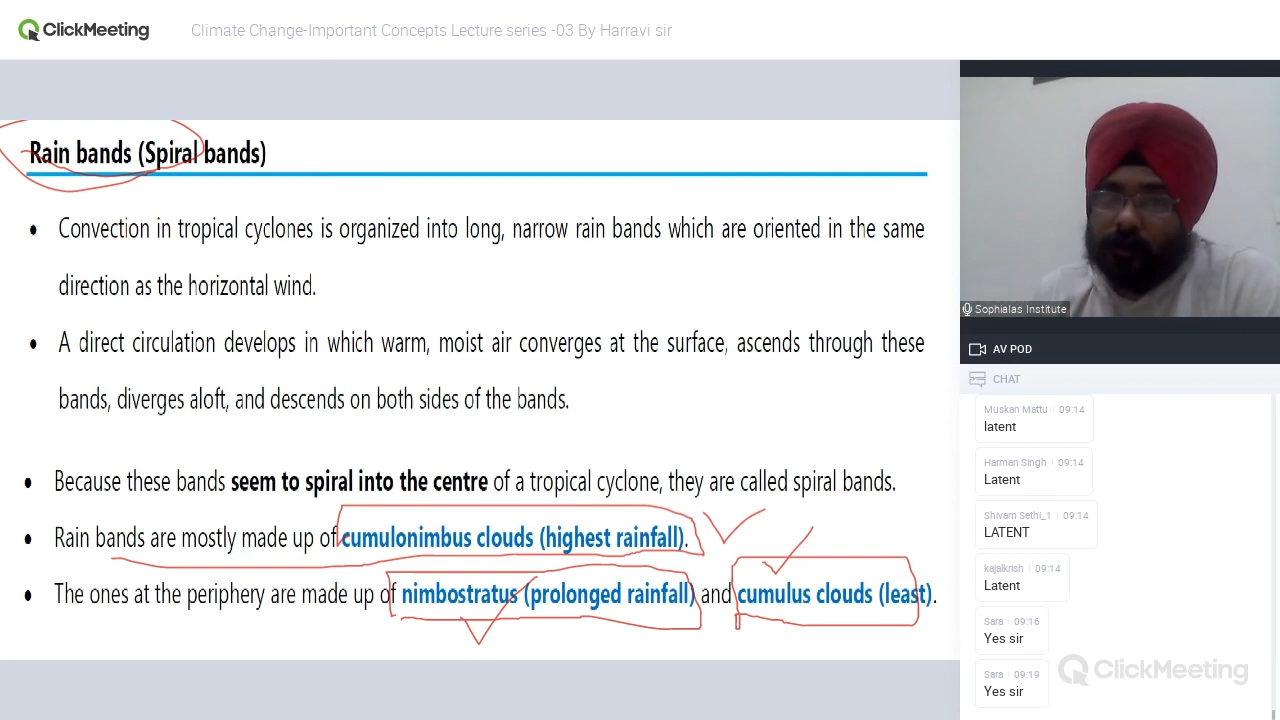 ClickMeeting
Climate Change-Important Concepts Lecture series -03 By Harravi sir
Rain bands (Spiral bands)
• Convection in tropical cyclones is organized into long, narrow rain bands which are oriented in the same
direction as the horizontal wind.
• A direct circulation develops in which warm, moist air converges at the surface, ascends through these
bands, diverges aloft, and descends on both sides of the bands.
• Because these bands seem to spiral into the centre of a tropical cyclone, they are called spiral bands.
• Rain bands are mostly made up of cumulonimbus clouds (highest rainfall).
• The ones at the periphery are made up of nimbostratus (prolonged rainfall) and cumulus clouds (least).
Sophialas Institute
AV POD
CHAT
Muskan Mattu 09:14
latent
Harman Singh 09:14
Latent
Shivam Sethi_1 09:14
LATENT
kajalkrish 09:14
Latent
Sara 09:16
Yes sir
Sara 09:19
Yes sir
ClickMeeting